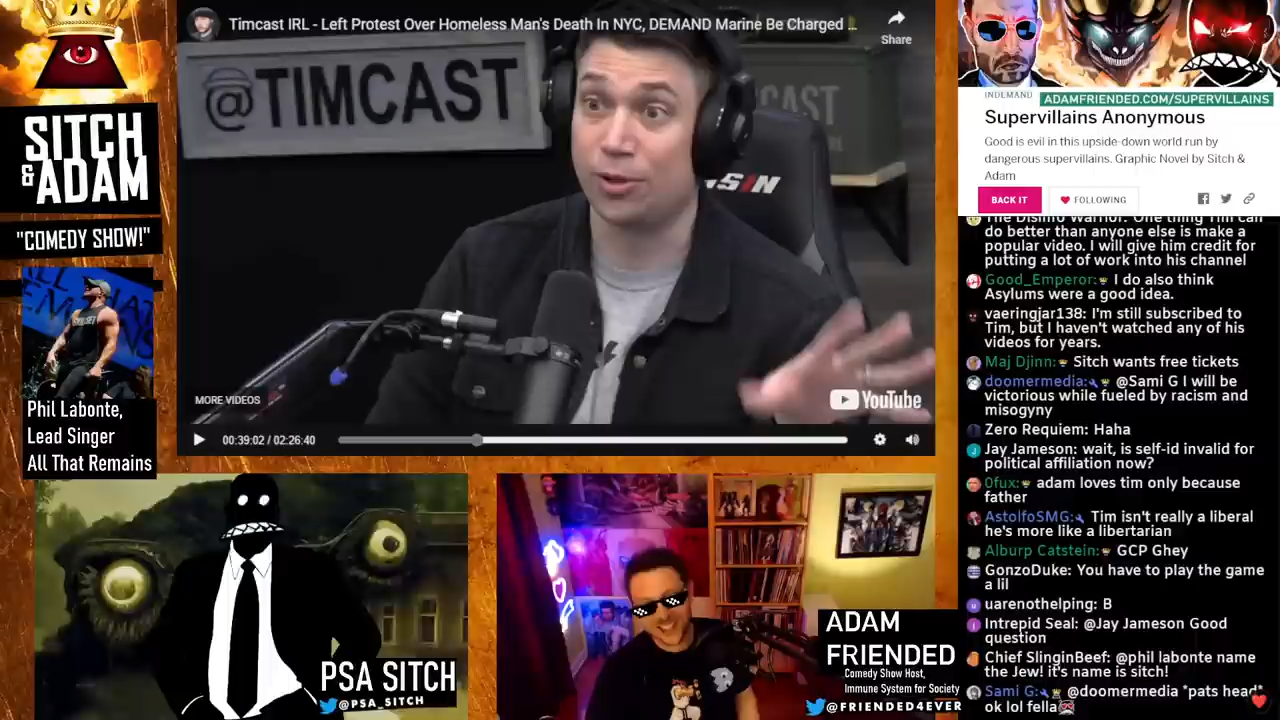 Timcast IRL - Left Protest Over Homeless Man's Death In NYC, DEMAND Marine Be Charged ...
Share
@TIMCAST
CAST
MORE VIDEOS
YouTube
00:39:02 / 02:26:40
SITCH
& ADAM
"COMEDY SHOW!"
Phil Labonte,
Lead Singer
All That Remains
PSA SITCH
@PSA_SITCH
ADAM
FRIENDED
Comedy Show Host,
Immune System for Society
@FRIENDED4EVER
INDEMAND
ADAMFRIENDED.COM/SUPERVILLAINS
Supervillains Anonymous
Good is evil in this upside-down world run by
dangerous supervillains. Graphic Novel by Sitch &
Adam
BACK IT
FOLLOWING
The Disinfo Warrior: One thing Tim can
do better than anyone else is make a
popular video. I will give him credit for
putting a lot of work into his channel
Good_Emperor: I do also think
Asylums were a good idea.
vaeringjar138: I'm still subscribed to
Tim, but I haven't watched any of his
videos for years.
Maj Djinn: Sitch wants free tickets
doomermedia: @Sami G I will be
victorious while fueled by racism and
misogyny
Zero Requiem: Haha
Jay Jameson: wait, is self-id invalid for
political affiliation now?
0fux: adam loves tim only because
father
AstolfoSMG: Tim isn't really a liberal
he's more like a libertarian
Alburp Catstein: GCP Ghey
GonzoDuke: You have to play the game
a lil
uarenothelping: B
Intrepid Seal: @Jay Jameson Good
question
Chief SlinginBeef: @phil labonte name
the Jew! it's name is sitch!
Sami G: @doomermedia *pats head*
ok lol fella